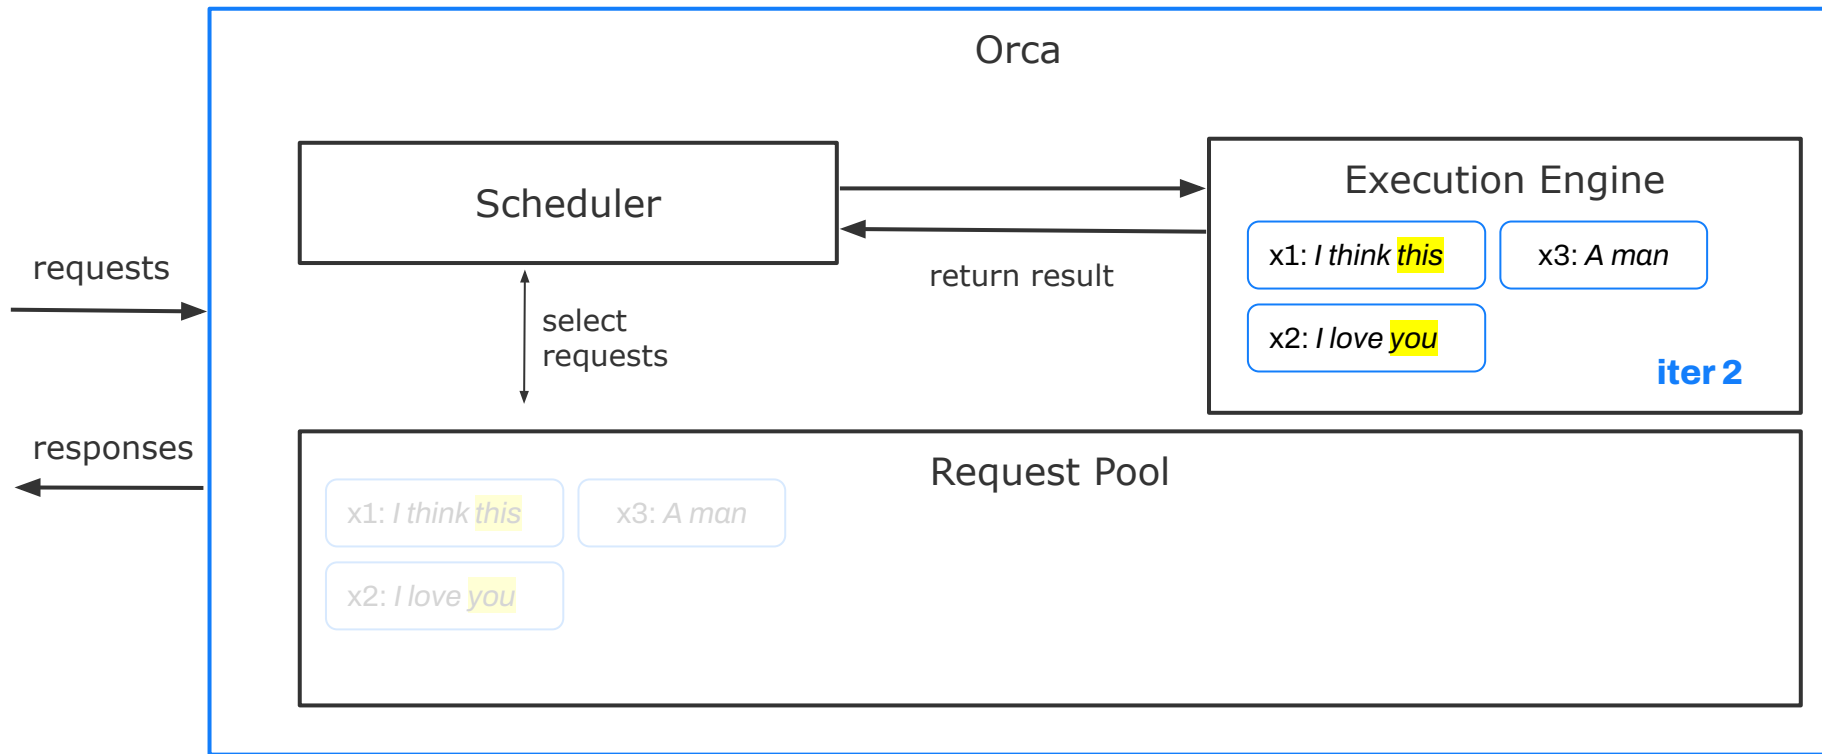 Orca
Scheduler
Execution Engine
x1: I think this
x3: A man
x2: I love you
iter 2
requests
return result
select
requests
responses
Request Pool
x1: I think this
x3: A man
x2: I love you